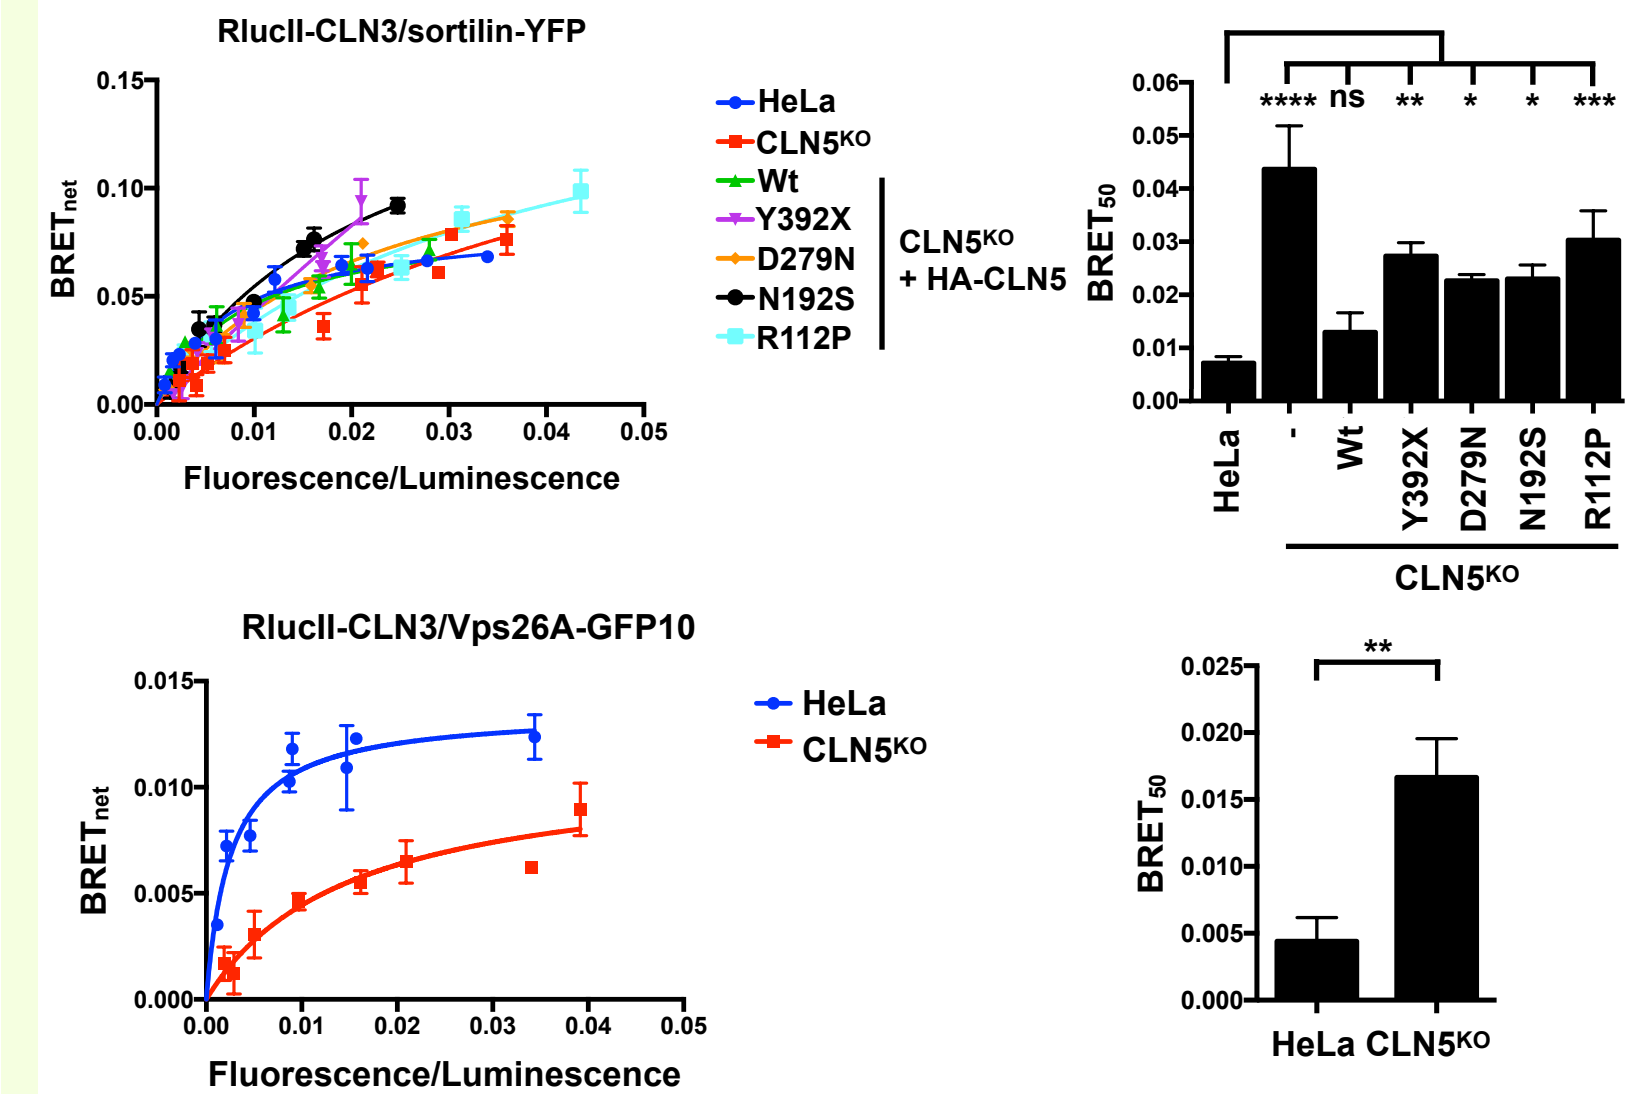 RlucII-CLN3/sortilin-YFP
0.15
0.10
0.05
0.00
BRETnet
0.00 0.01 0.02 0.03 0.04 0.05
Fluorescence/Luminescence
HeLa
CLN5KO
Wt
Y392X
D279N
N192S
R112P
CLN5KO
+ HA-CLN5
0.06
0.05
0.04
0.03
0.02
0.01
0.00
BRET50
**** ns ** * * ***
HeLa - Wt Y392X D279N N192S R112P
CLN5KO
RlucII-CLN3/Vps26A-GFP10
0.015
0.010
0.005
0.000
BRETnet
0.00 0.01 0.02 0.03 0.04 0.05
Fluorescence/Luminescence
HeLa
CLN5KO
**
0.025
0.020
0.015
0.010
0.005
0.000
BRET50
HeLa CLN5KO